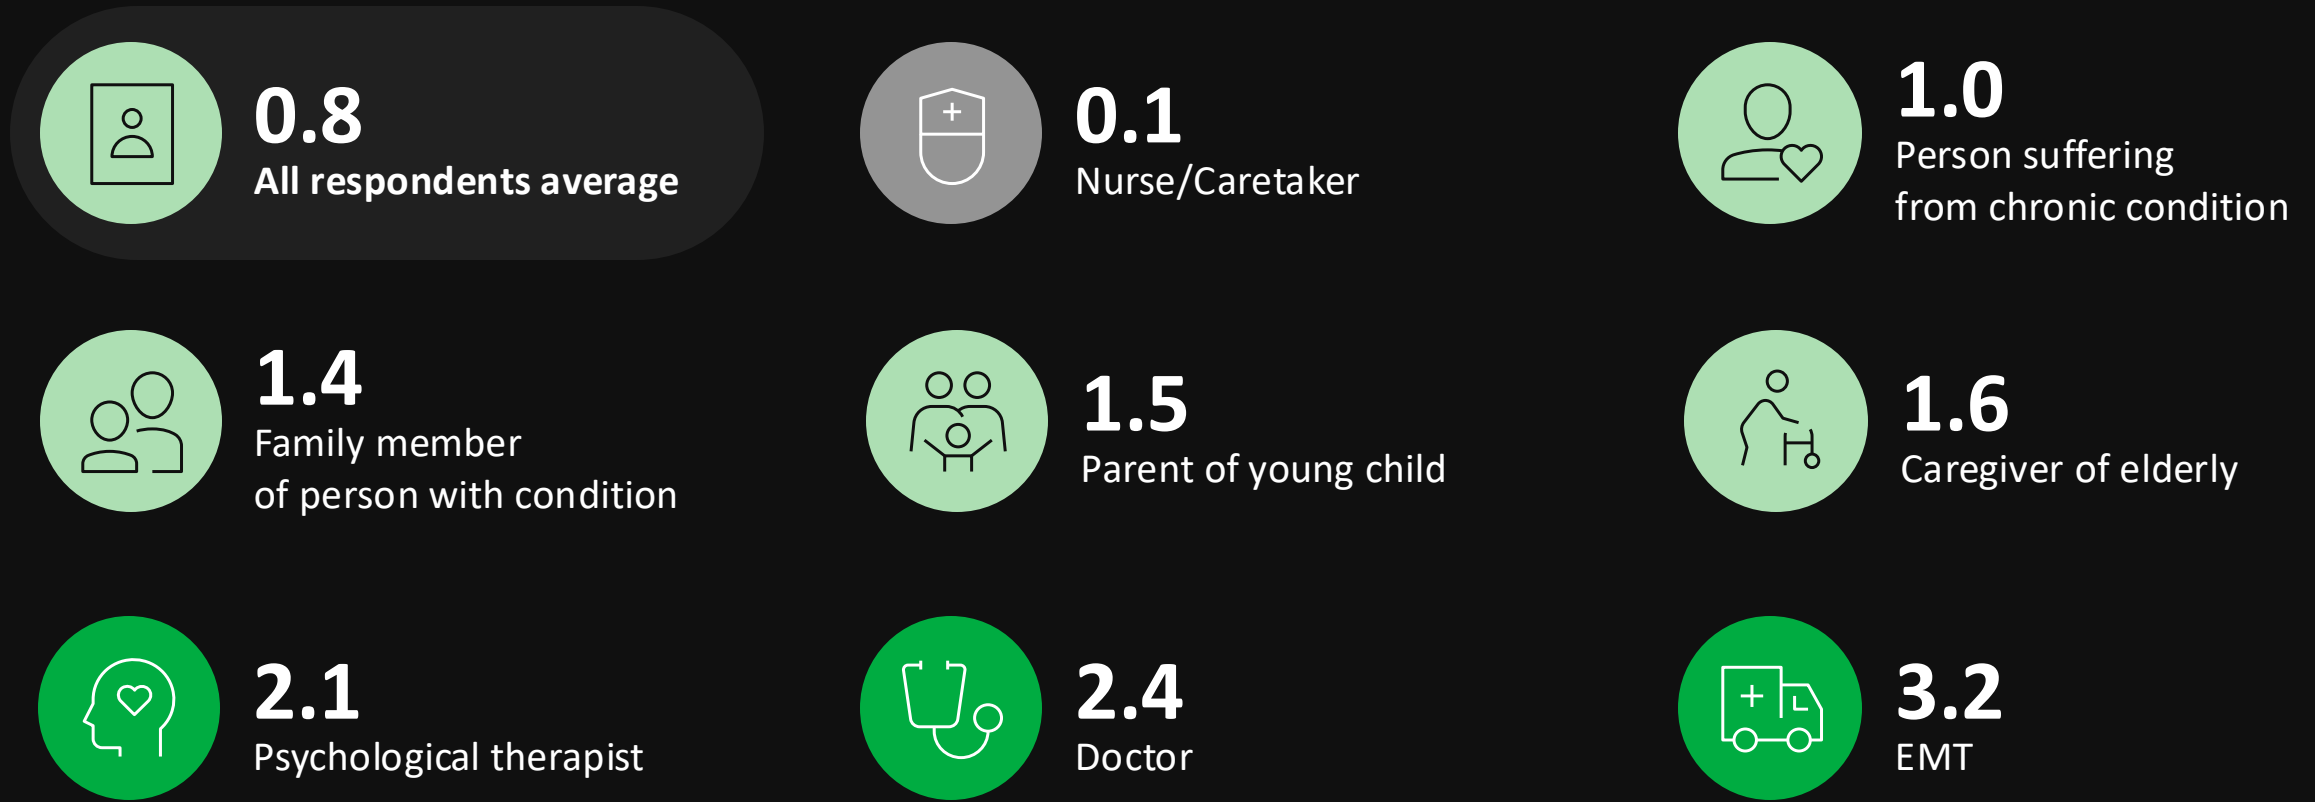 0.8
All respondents average
0.1
Nurse/Caretaker
1.0
Person suffering
from chronic condition
1.4
Family member
of person with condition
1.5
Parent of young child
1.6
Caregiver of elderly
2.1
Psychological therapist
2.4
Doctor
3.2
EMT